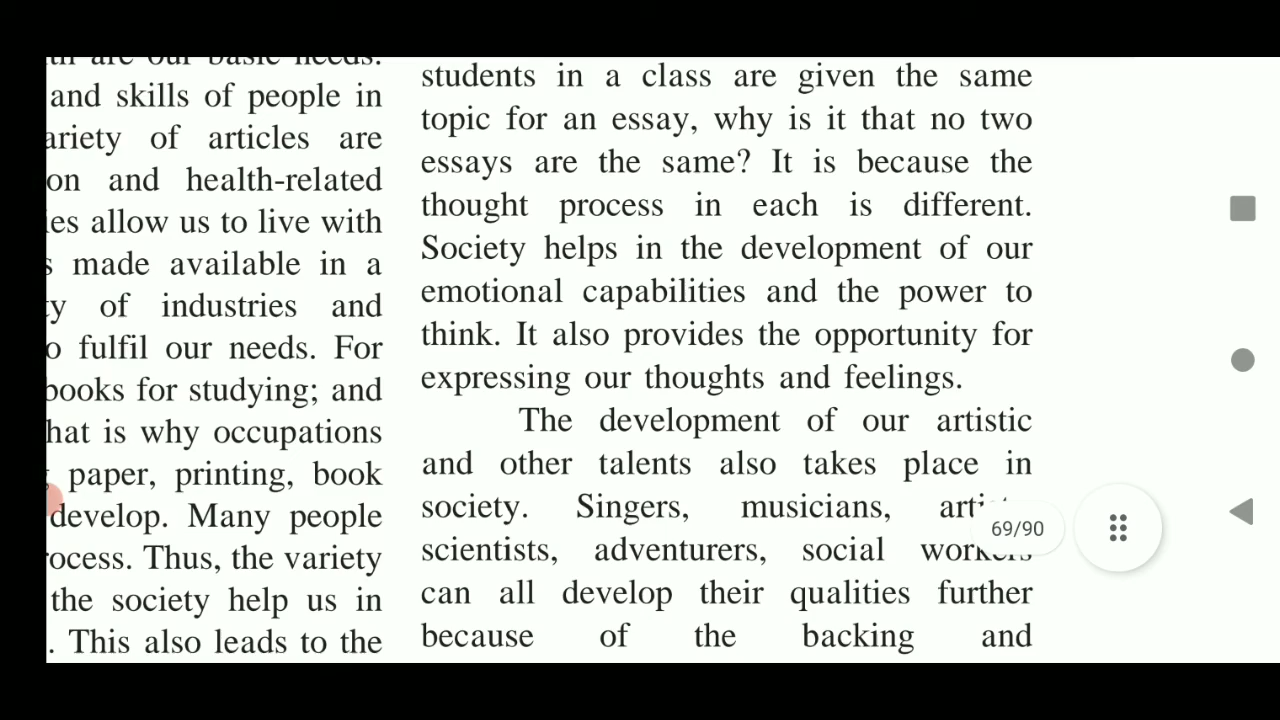 are our basic needs.
and skills of people in
of articles are
and health-related
allow us to live with
made available in a
of industries and
fulfil our needs. For
books for studying; and
is why occupations
paper, printing, book
develop. Many people
Thus, the variety
the society help us in
. This also leads to the
students in a class are given the same
topic for an essay, why is it that no two
essays are the same? It is because the
thought process in each is different.
Society helps in the development of our
emotional capabilities and the power to
think. It also provides the opportunity for
expressing our thoughts and feelings.
The development of our artistic
and other talents also takes place in
society. Singers, musicians,
scientists, adventurers, social workers
can all develop their qualities further
because of the backing and
69/90